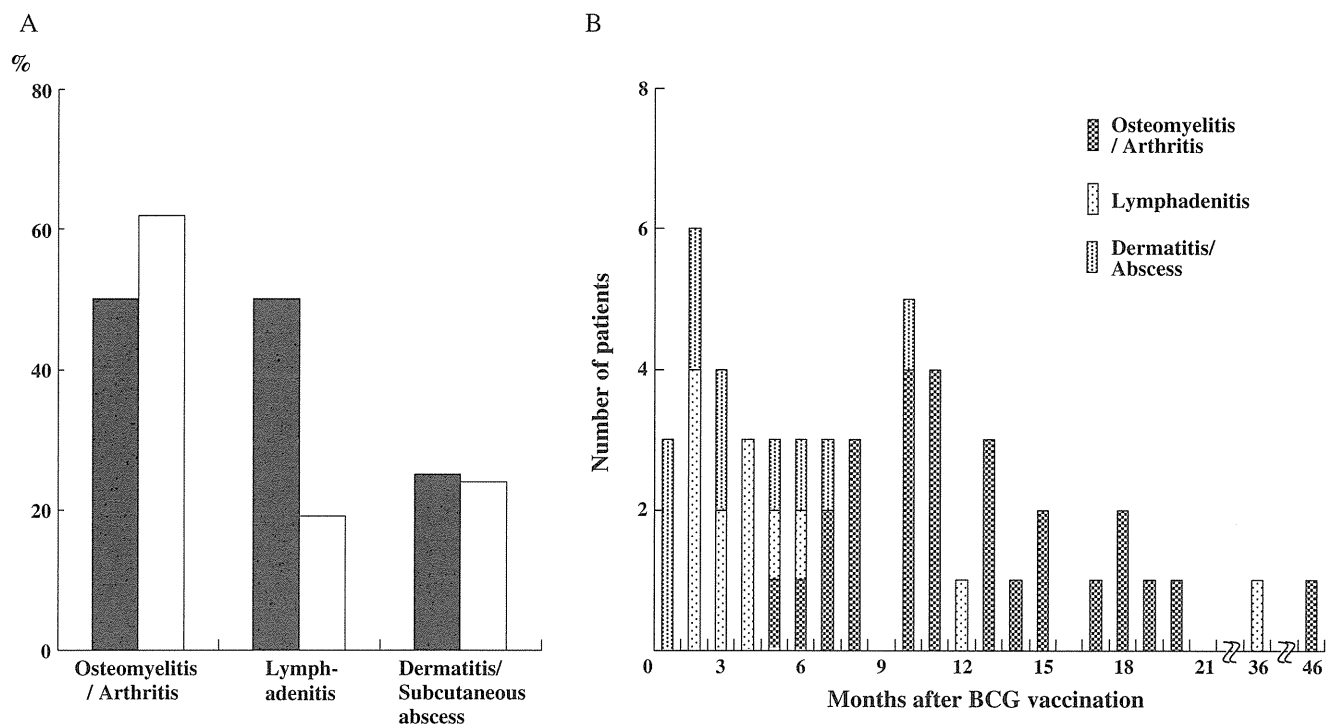 A
%
80
60
40
20
0
Osteomyelitis
/ Arthritis
Lymph-
adenitis
Dermatitis/
Subcutaneous
abscess
B
8
6
4
2
Number of patients
Osteomyelitis
/ Arthritis
Lymphadenitis
Dermatitis/
Abscess
0 3 6 9 12 15 18 21 36 46
Months after BCG vaccination